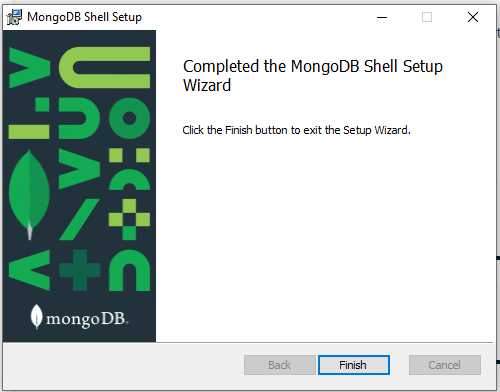 MongoDB Shell Setup
Completed the MongoDB Shell Setup
Wizard
Click the Finish button to exit the Setup Wizard.
mongoDB.
Back
Finish
Cancel